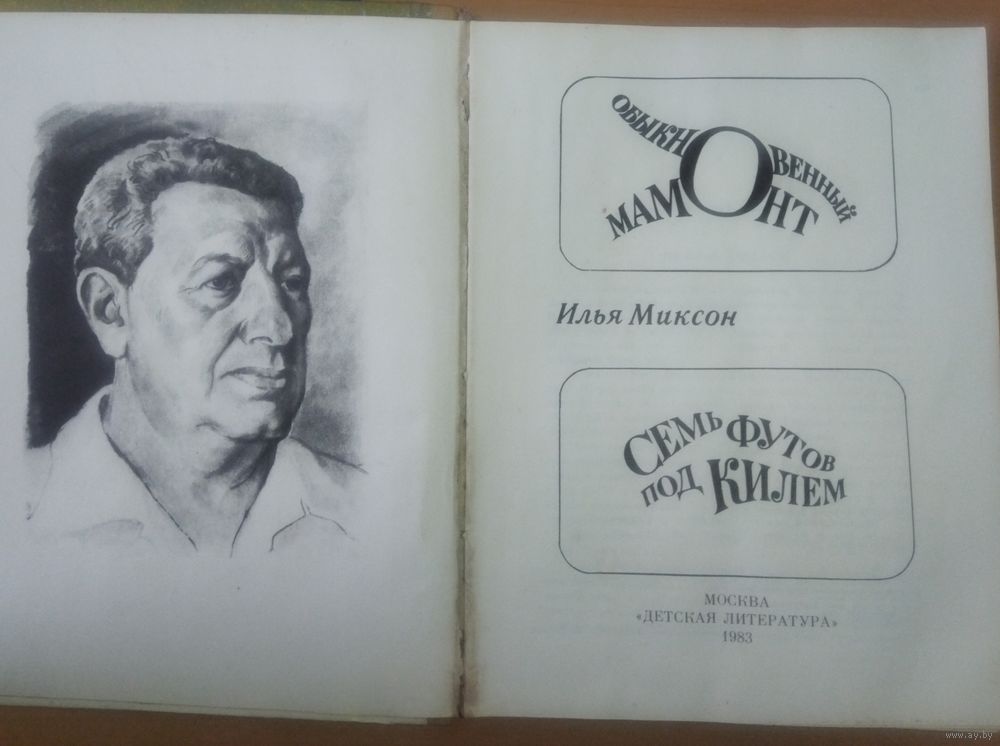 ОБЫКНОВЕННЫЙ
МАМОНТ
Илья Миксон
СЕМЬ ФУТОВ
ПОД КИЛЕМ
МОСКВА
«ДЕТСКАЯ ЛИТЕРАТУРА»
1983
www.ay.by